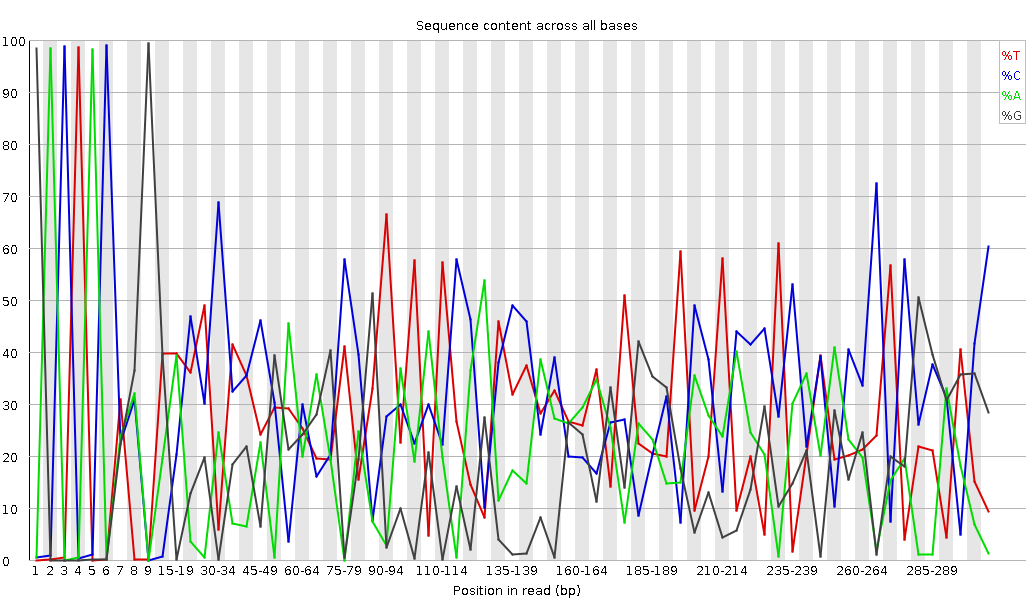 Sequence content across all bases
100
90
80
70
60
50
40
30
20
10
0
%T
%C
%A
%G
1 2 3 4 5 6 7 8 9 15-19 30-34 45-49 60-64 75-79 90-94 110-114 135-139 160-164 185-189 210-214 235-239 260-264 285-289
Position in read (bp)